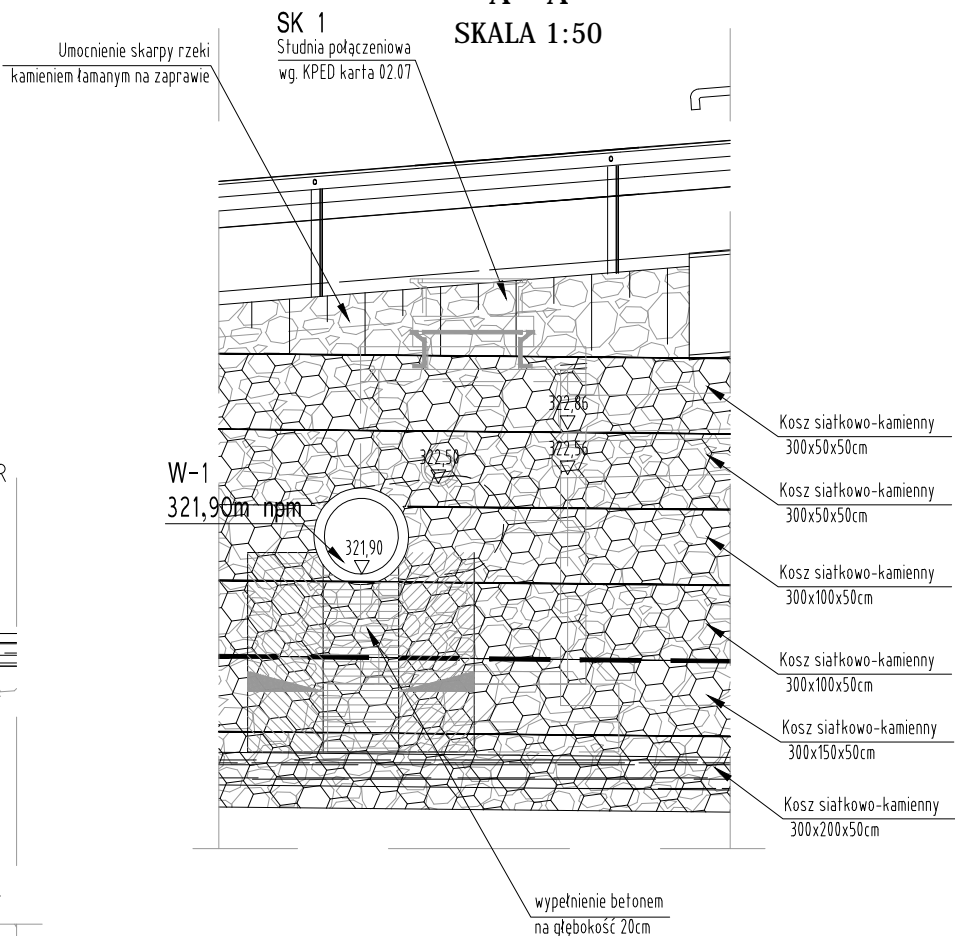 SKALA 1:50
SK 1
Studnia połączeniowa
wg. KPED karta 02.07
Umocnienie skarpy rzeki
kamieniem łamanym na zaprawie
322,86
322,56
322,50
W-1
321,90m npm
321,90
R
Kosz siatkowo-kamienny
300x50x50cm
Kosz siatkowo-kamienny
300x50x50cm
Kosz siatkowo-kamienny
300x100x50cm
Kosz siatkowo-kamienny
300x100x50cm
Kosz siatkowo-kamienny
300x150x50cm
Kosz siatkowo-kamienny
300x200x50cm
wypełnienie betonem
na głębokość 20cm